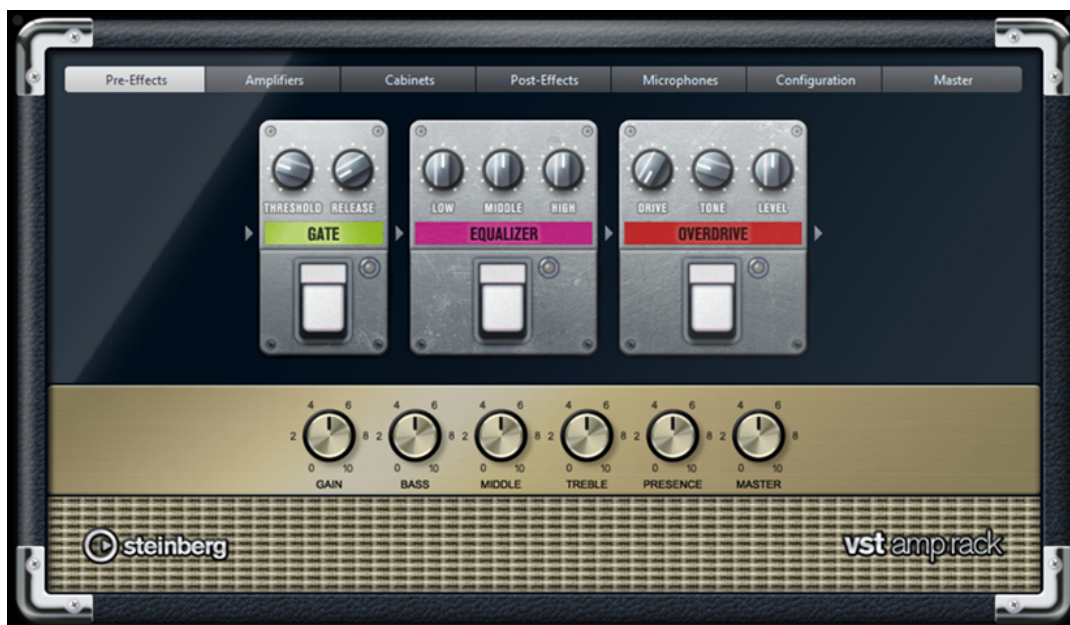 Pre-Effects Amplifiers Cabinets Post-Effects Microphones Configuration Master
THRESHOLD RELEASE LOW MIDDLE HIGH DRIVE TONE LEVEL
GATE EQUALIZER OVERDRIVE
4 6 4 6 4 6 4 6 4 6 4 6
2 8 2 8 2 8 2 8 2 8 2 8
0 10 0 10 0 10 0 10 0 10 0 10
GAIN BASS MIDDLE TREBLE PRESENCE MASTER
steinberg vst amp rack